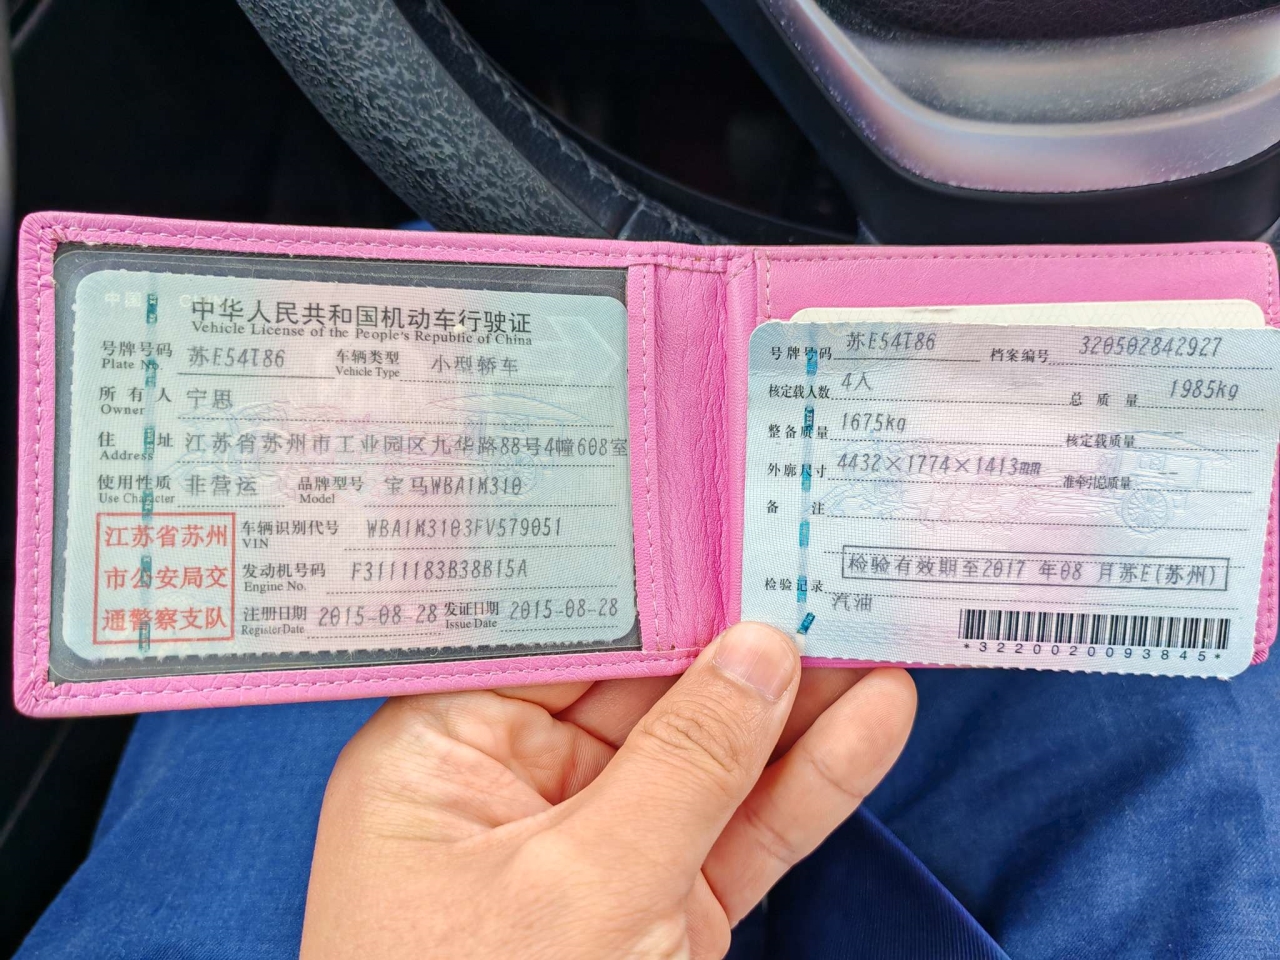 中华人民共和国机动车行驶证
Vehicle License of the People's Republic of China
号牌号码 苏E54T86 车辆类型 小型轿车
Plate No. Vehicle Type
所有人 宁思
Owner
住址 江苏省苏州市工业园区九华路88号4幢608室
Address
使用性质 非营运 品牌型号 宝马WBA1M310
Use Character Model
江苏省苏州
市公安局交
通警察支队
车辆识别代号 WBA1M3103FV579051
VIN
发动机号码 F3111183B38B15A
Engine No.
注册日期 2015-08-28 发证日期 2015-08-28
Register Date Issue Date
号牌号码 苏E54T86 档案编号 320502842927
核定载人数 4人 总质量 1985kg
整备质量 1675kg 核定载质量 --
外廓尺寸 4432×1774×1413mm 准牵引总质量 --
备注
检验记录 检验有效期至2017 年08 月苏E(苏州)
汽油
*3220020093845*